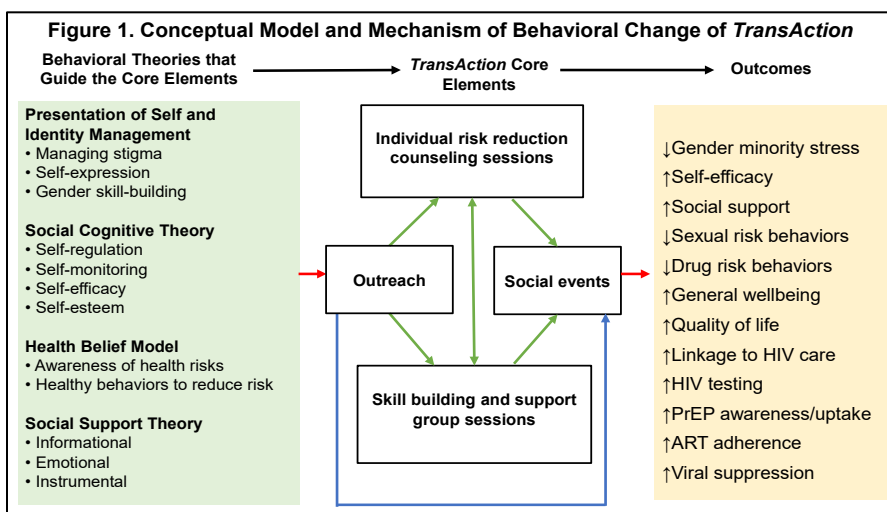 Figure 1. Conceptual Model and Mechanism of Behavioral Change of TransAction
Behavioral Theories that
Guide the Core Elements
TransAction Core
Elements
Outcomes
Presentation of Self and
Identity Management
• Managing stigma
• Self-expression
• Gender skill-building
Social Cognitive Theory
• Self-regulation
• Self-monitoring
• Self-efficacy
• Self-esteem
Health Belief Model
• Awareness of health risks
• Healthy behaviors to reduce risk
Social Support Theory
• Informational
• Emotional
• Instrumental
Individual risk reduction
counseling sessions
Outreach
Social events
Skill building and support
group sessions
↓Gender minority stress
↑Self-efficacy
↑Social support
↓Sexual risk behaviors
↓Drug risk behaviors
↑General wellbeing
↑Quality of life
↑Linkage to HIV care
↑HIV testing
↑PrEP awareness/uptake
↑ART adherence
↑Viral suppression